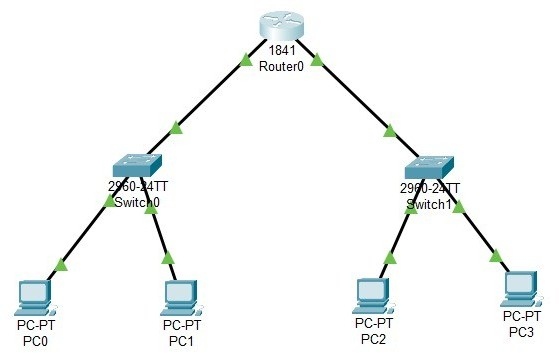 1841
Router0
2960-24TT
Switch0
2960-24TT
Switch1
PC-PT
PC0
PC-PT
PC1
PC-PT
PC2
PC-PT
PC3